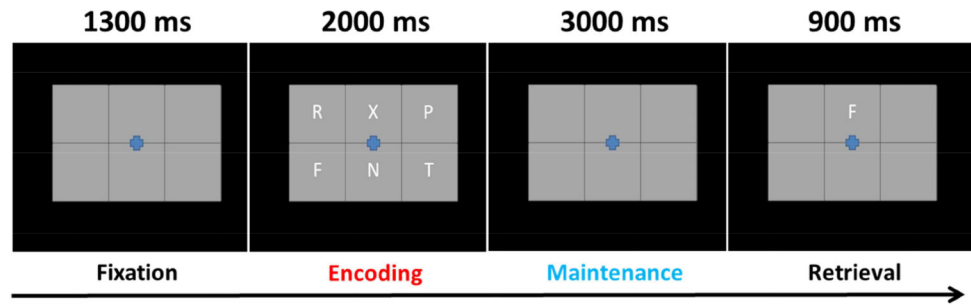 1300 ms 2000 ms 3000 ms 900 ms
R X P F
F N T
Fixation Encoding Maintenance Retrieval